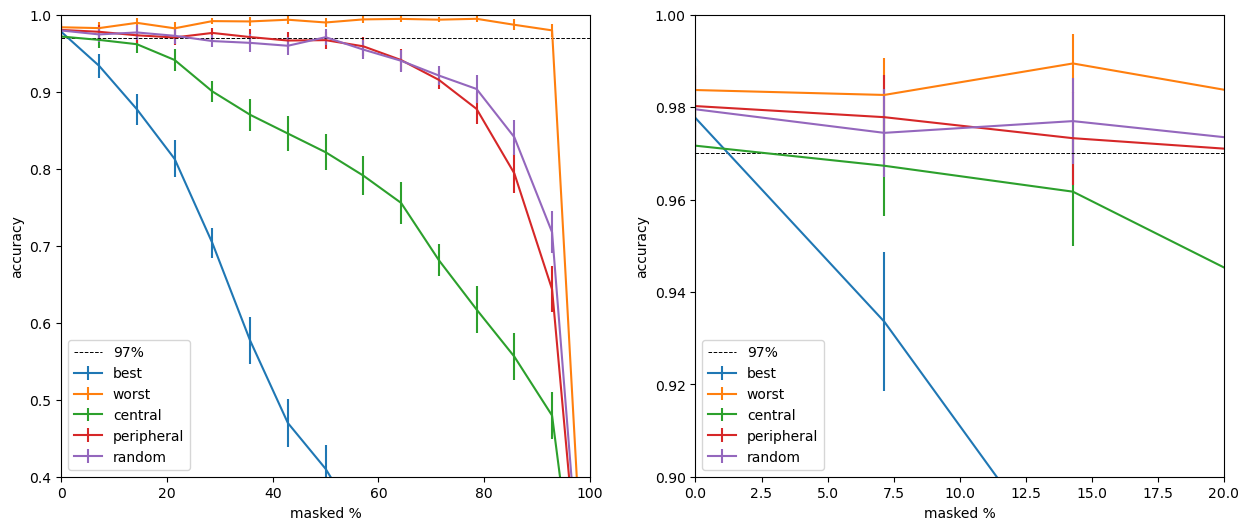 1.0
0.9
0.8
0.7
0.6
0.5
0.4
accuracy
0
20
40
60
80
100
masked %
97%
best
worst
central
peripheral
random
1.00
0.98
0.96
0.94
0.92
0.90
accuracy
0.0
2.5
5.0
7.5
10.0
12.5
15.0
17.5
20.0
masked %
97%
best
worst
central
peripheral
random